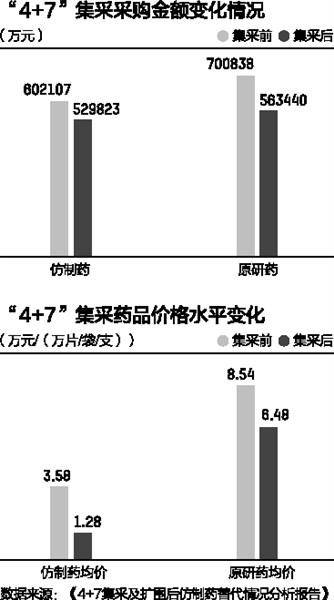 “4+7”集采采购金额变化情况
（万元） 集采前 集采后
700838
602107
529823
563440
仿制药 原研药
“4+7”集采药品价格水平变化
（万元/（万片/袋/支）） 集采前 集采后
8.54
6.48
3.58
1.28
仿制药均价 原研药均价
数据来源：《4+7集采及扩围后仿制药替代情况分析报告》